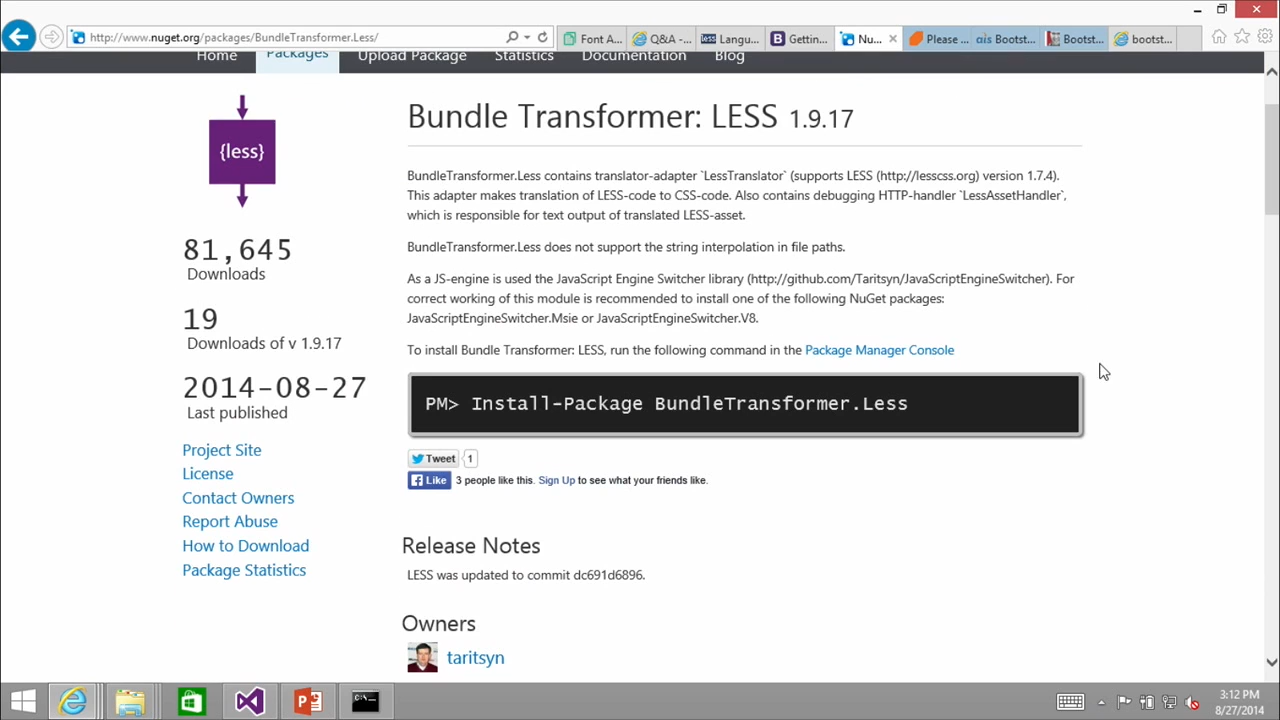 http://www.nuget.org/packages/BundleTransformer.Less/
Font A...
Q&A -...
less Langu...
B Gettin...
Nu...
Please ...
ais Bootst...
Bootst...
bootst...
Home
Packages
Upload Package
Statistics
Documentation
Blog
{less}
Bundle Transformer: LESS 1.9.17
BundleTransformer.Less contains translator-adapter `LessTranslator` (supports LESS (http://lesscss.org) version 1.7.4).
This adapter makes translation of LESS-code to CSS-code. Also contains debugging HTTP-handler `LessAssetHandler`,
which is responsible for text output of translated LESS-asset.
BundleTransformer.Less does not support the string interpolation in file paths.
As a JS-engine is used the JavaScript Engine Switcher library (http://github.com/Taritsyn/JavaScriptEngineSwitcher). For
correct working of this module is recommended to install one of the following NuGet packages:
JavaScriptEngineSwitcher.Msie or JavaScriptEngineSwitcher.V8.
To install Bundle Transformer: LESS, run the following command in the Package Manager Console
PM> Install-Package BundleTransformer.Less
Tweet 1
f Like 3 people like this. Sign Up to see what your friends like.
81,645
Downloads
19
Downloads of v 1.9.17
2014-08-27
Last published
Project Site
License
Contact Owners
Report Abuse
How to Download
Package Statistics
Release Notes
LESS was updated to commit dc691d6896.
Owners
taritsyn
3:12 PM
8/27/2014